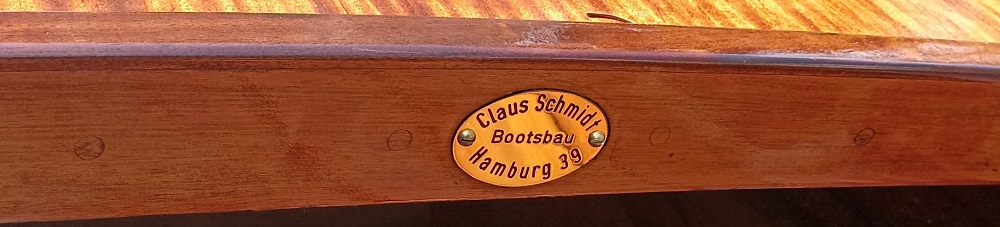 Claus Schmidt
Bootsbau
Hamburg 39